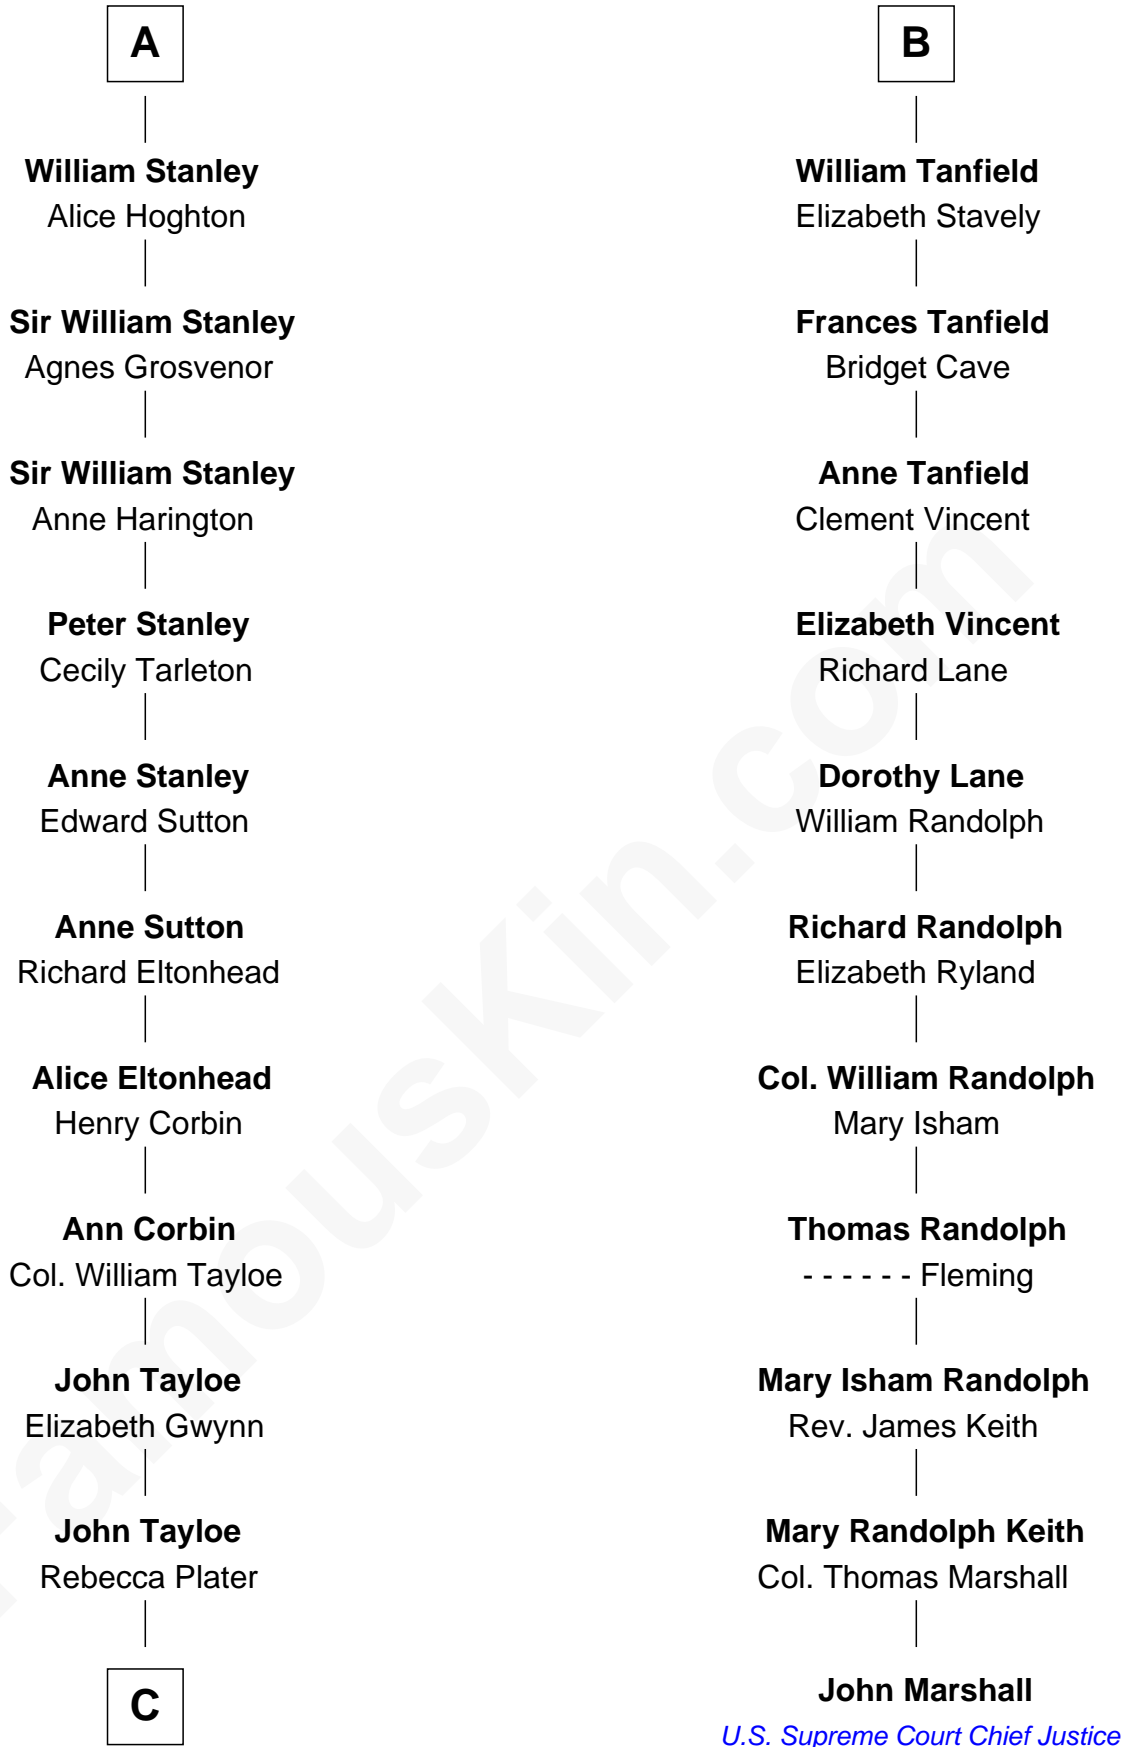 A
William Stanley
Alice Hoghton
Sir William Stanley
Agnes Grosvenor
Sir William Stanley
Anne Harington
Peter Stanley
Cecily Tarleton
Anne Stanley
Edward Sutton
Anne Sutton
Richard Eltonhead
Alice Eltonhead
Henry Corbin
Ann Corbin
Col. William Tayloe
John Tayloe
Elizabeth Gwynn
John Tayloe
Rebecca Plater
C
B
William Tanfield
Elizabeth Stavely
Frances Tanfield
Bridget Cave
Anne Tanfield
Clement Vincent
Elizabeth Vincent
Richard Lane
Dorothy Lane
William Randolph
Richard Randolph
Elizabeth Ryland
Col. William Randolph
Mary Isham
Thomas Randolph
- - - - - - Fleming
Mary Isham Randolph
Rev. James Keith
Mary Randolph Keith
Col. Thomas Marshall
John Marshall
U.S. Supreme Court Chief Justice
FamousKin.com